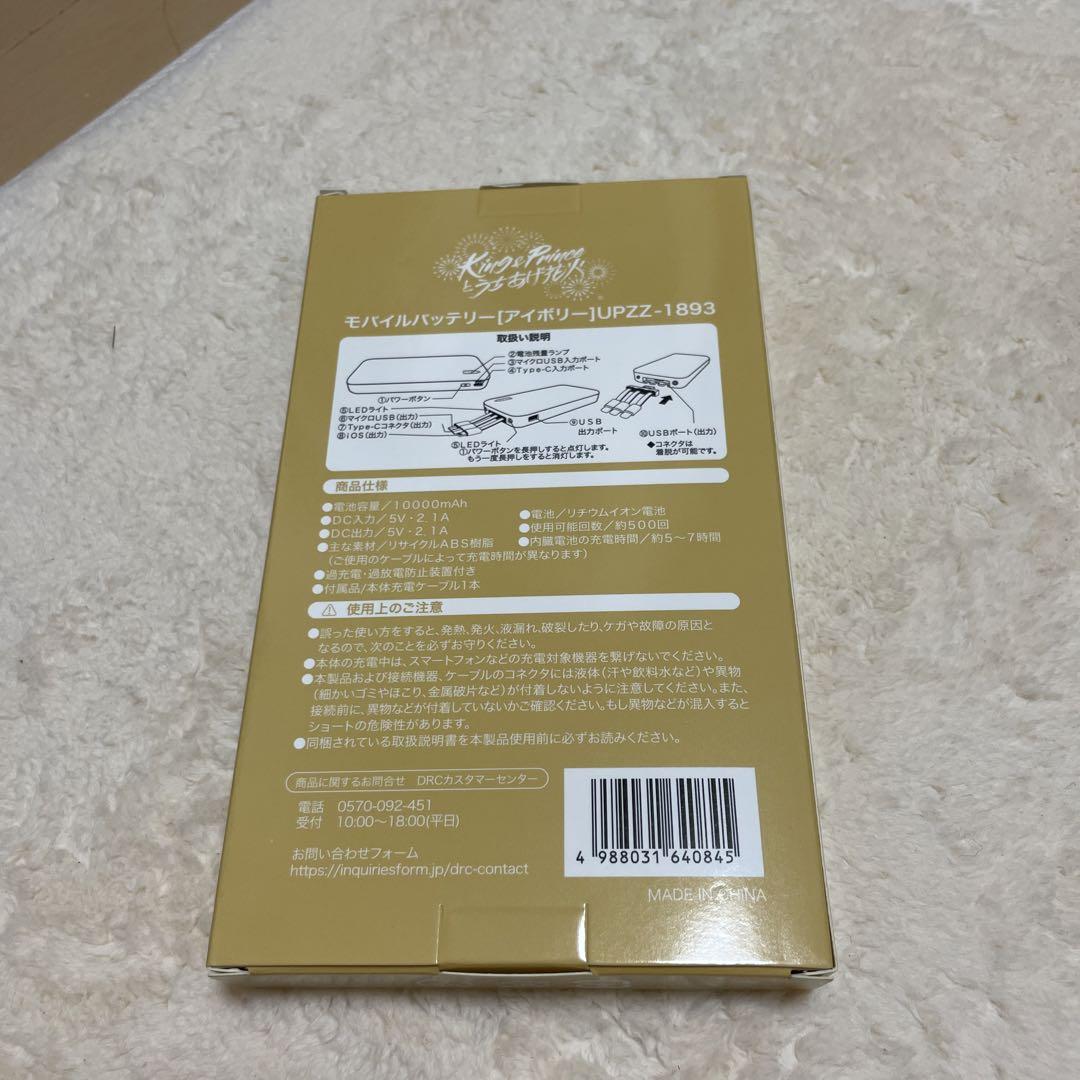 King & Prince
とうちあげ花火
モバイルバッテリー[アイボリー]UPZZ-1893
取扱い説明
②電池残量ランプ
③マイクロUSB入力ポート
④Type-C入力ポート
①パワーボタン
⑤LEDライト
⑥マイクロUSB(出力)
⑦Type-Cコネクタ(出力)
⑧iOS(出力)
⑨USB
出力ポート
⑤LEDライト
①パワーボタンを長押しすると点灯します。
もう一度長押しをすると消灯します。
⑩USBポート(出力)
◆コネクタは
着脱が可能です。
商品仕様
●電池容量/10000mAh
●DC入力/5V・2.1A
●DC出力/5V・2.1A
●主な素材/リサイクルABS樹脂
●電池/リチウムイオン電池
●使用可能回数/約500回
●内臓電池の充電時間/約5~7時間
(ご使用のケーブルによって充電時間が異なります)
●過充電・過放電防止装置付き
●付属品/本体充電ケーブル1本
⚠ 使用上のご注意
●誤った使い方をすると、発熱、発火、液漏れ、破裂したり、ケガや故障の原因と
なるので、次のことを必ずお守りください。
●本体の充電中は、スマートフォンなどの充電対象機器を繋げないでください。
●本製品および接続機器、ケーブルのコネクタには液体(汗や飲料水など)や異物
(細かいゴミやほこり、金属破片など)が付着しないように注意してください。また、
接続前に、異物などが付着していないかご確認ください。もし異物などが混入すると
ショートの危険性があります。
●同梱されている取扱説明書を本製品使用前に必ずお読みください。
商品に関するお問合せ DRCカスタマーセンター
電話 0570-092-451
受付 10:00~18:00(平日)
お問い合わせフォーム
https://inquiriesform.jp/drc-contact
4 988031 640845
MADE IN CHINA